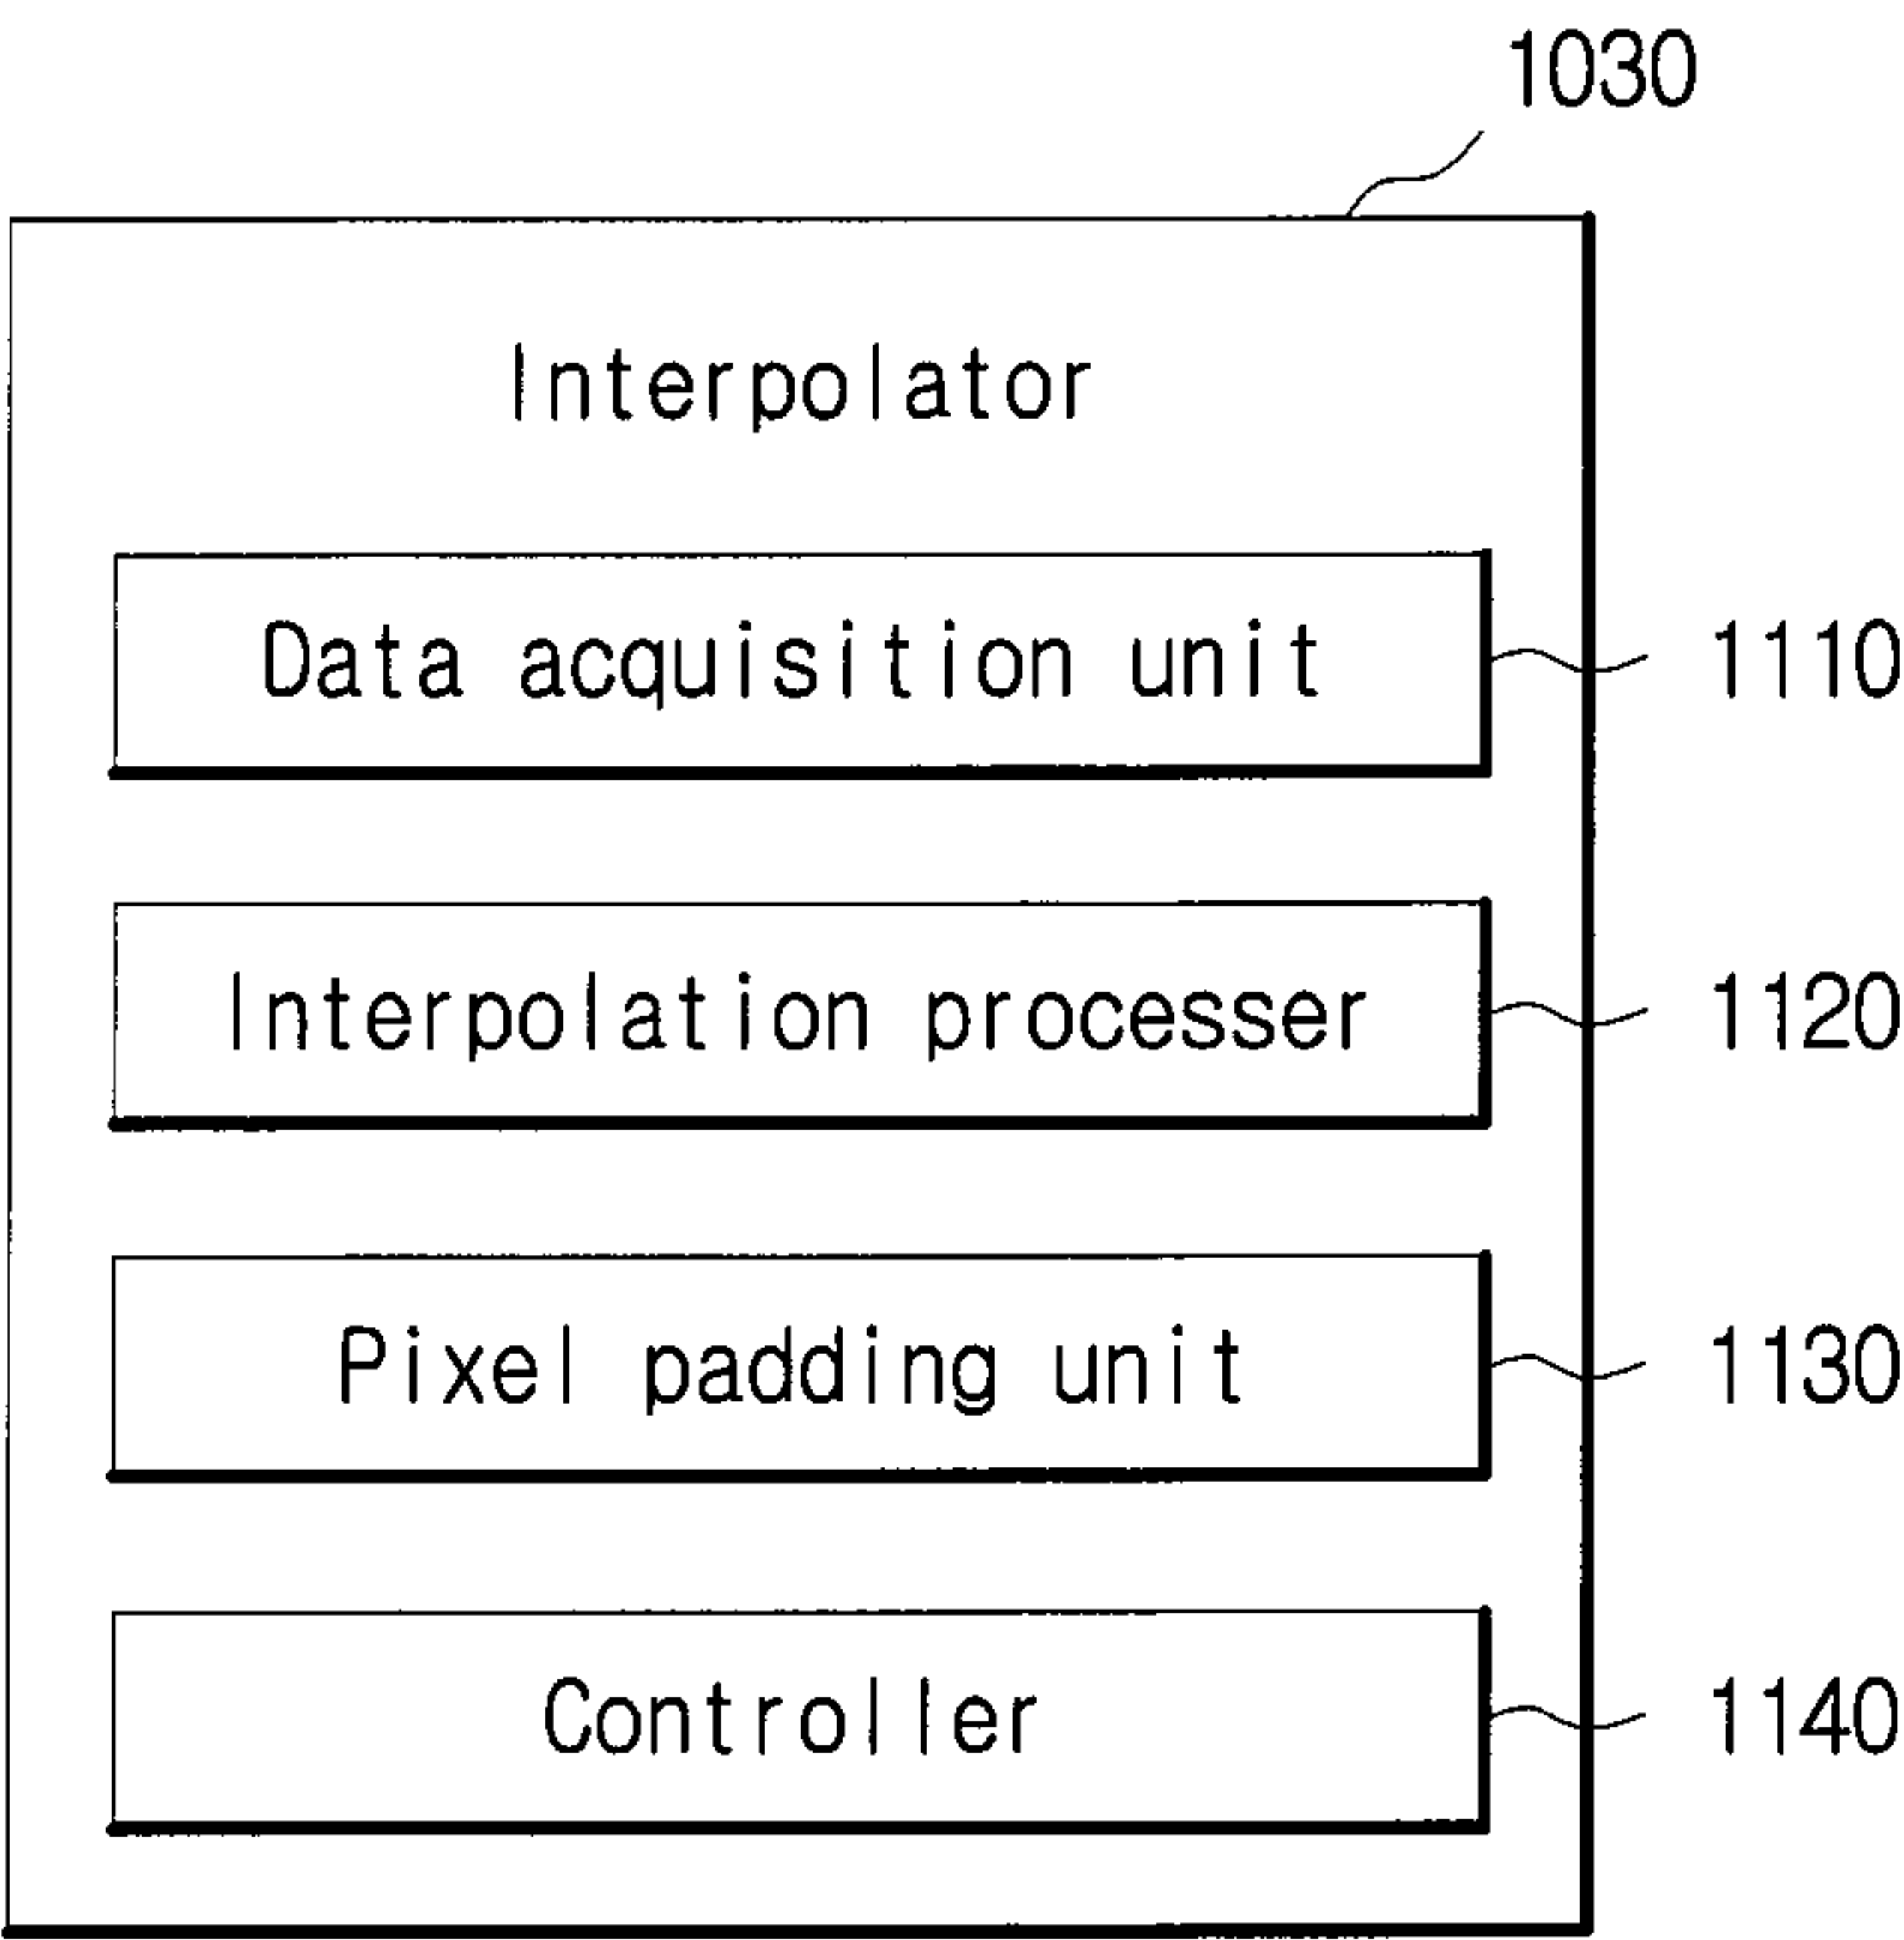 1030
Interpolator
Data acquisition unit 1110
Interpolation processer 1120
Pixel padding unit 1130
Controller 1140